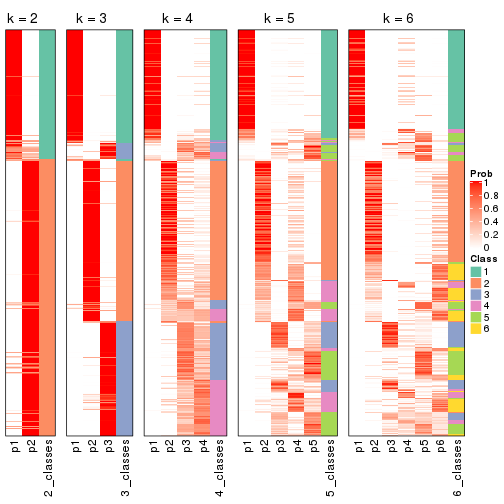 k = 2
k = 3
k = 4
k = 5
k = 6
p1
p2
2_classes
p1
p2
p3
3_classes
p1
p2
p3
p4
4_classes
p1
p2
p3
p4
p5
5_classes
p1
p2
p3
p4
p5
p6
6_classes
Prob
1
0.8
0.6
0.4
0.2
0
Class
1
2
3
4
5
6